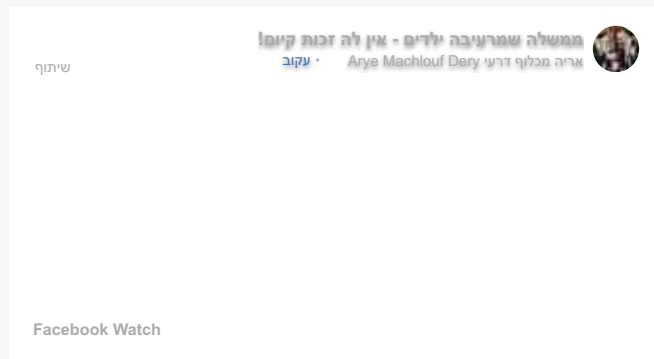 ממשלה שמרעיבה ילדים - אין לה זכות קיום!
אריה מכלוף דרעי Arye Machlouf Dery · עקוב
שיתוף
Facebook Watch